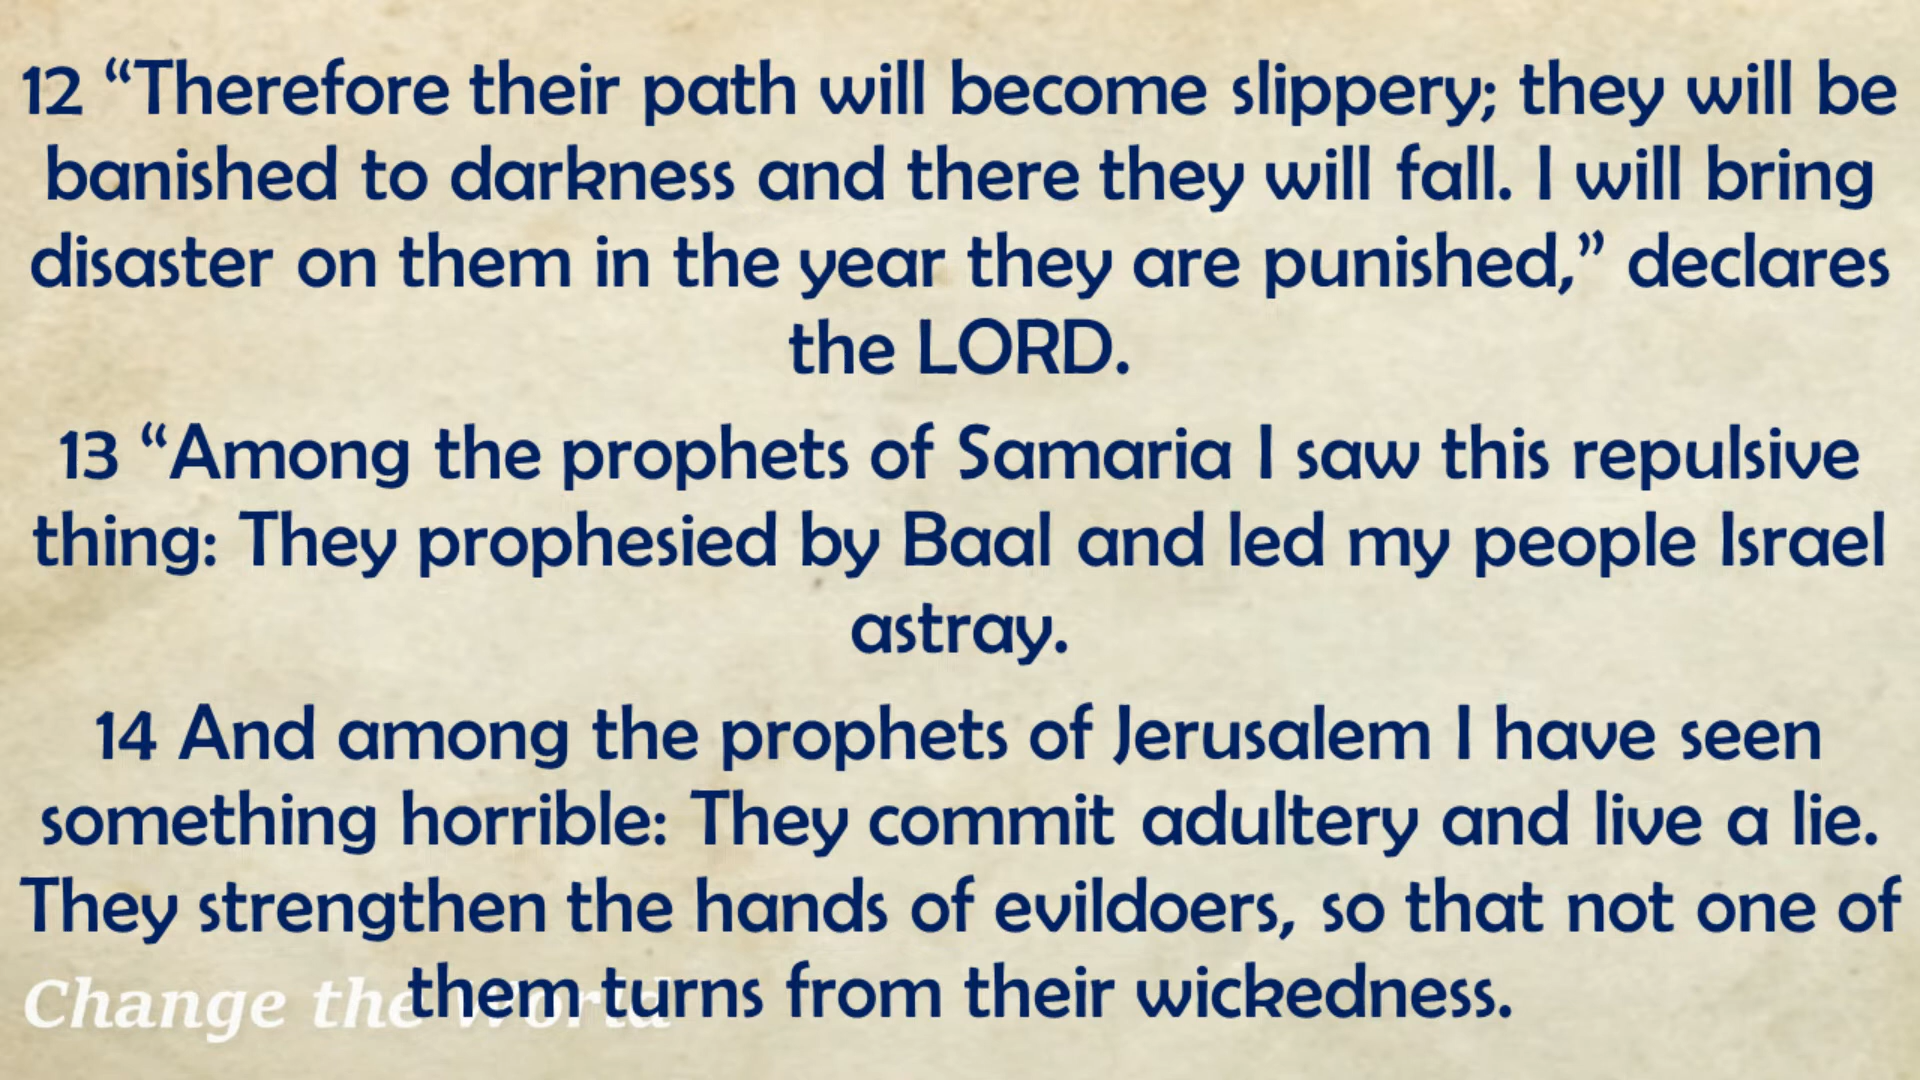 12 “Therefore their path will become slippery; they will be
banished to darkness and there they will fall. I will bring
disaster on them in the year they are punished,” declares
the LORD.
13 “Among the prophets of Samaria I saw this repulsive
thing: They prophesied by Baal and led my people Israel
astray.
14 And among the prophets of Jerusalem I have seen
something horrible: They commit adultery and live a lie.
They strengthen the hands of evildoers, so that not one of
them turns from their wickedness.
Change the World